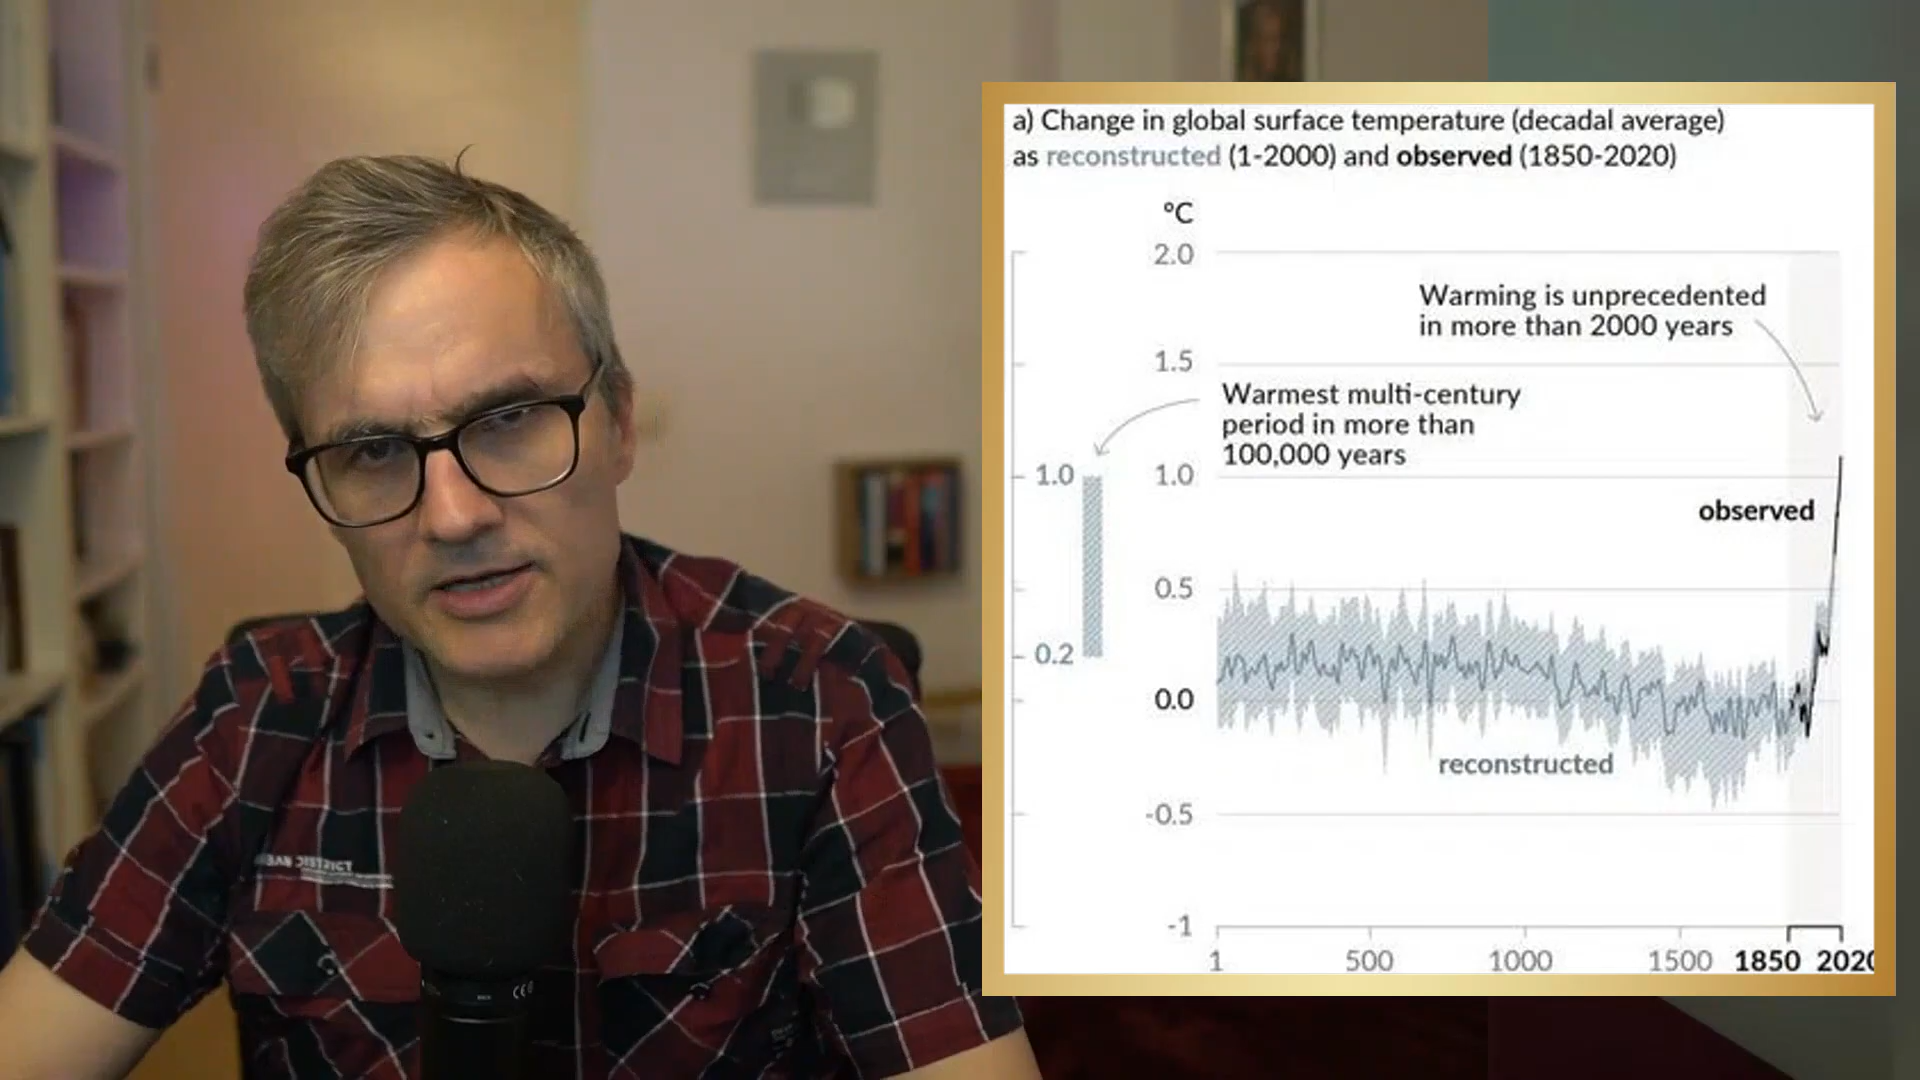 a) Change in global surface temperature (decadal average)
as reconstructed (1-2000) and observed (1850-2020)
°C
2.0
Warming is unprecedented
in more than 2000 years
1.5
Warmest multi-century
period in more than
100,000 years
1.0
1.0
observed
0.5
0.2
0.0
reconstructed
-0.5
-1
1
500
1000
1500
1850
2020
DISTRICT
CE